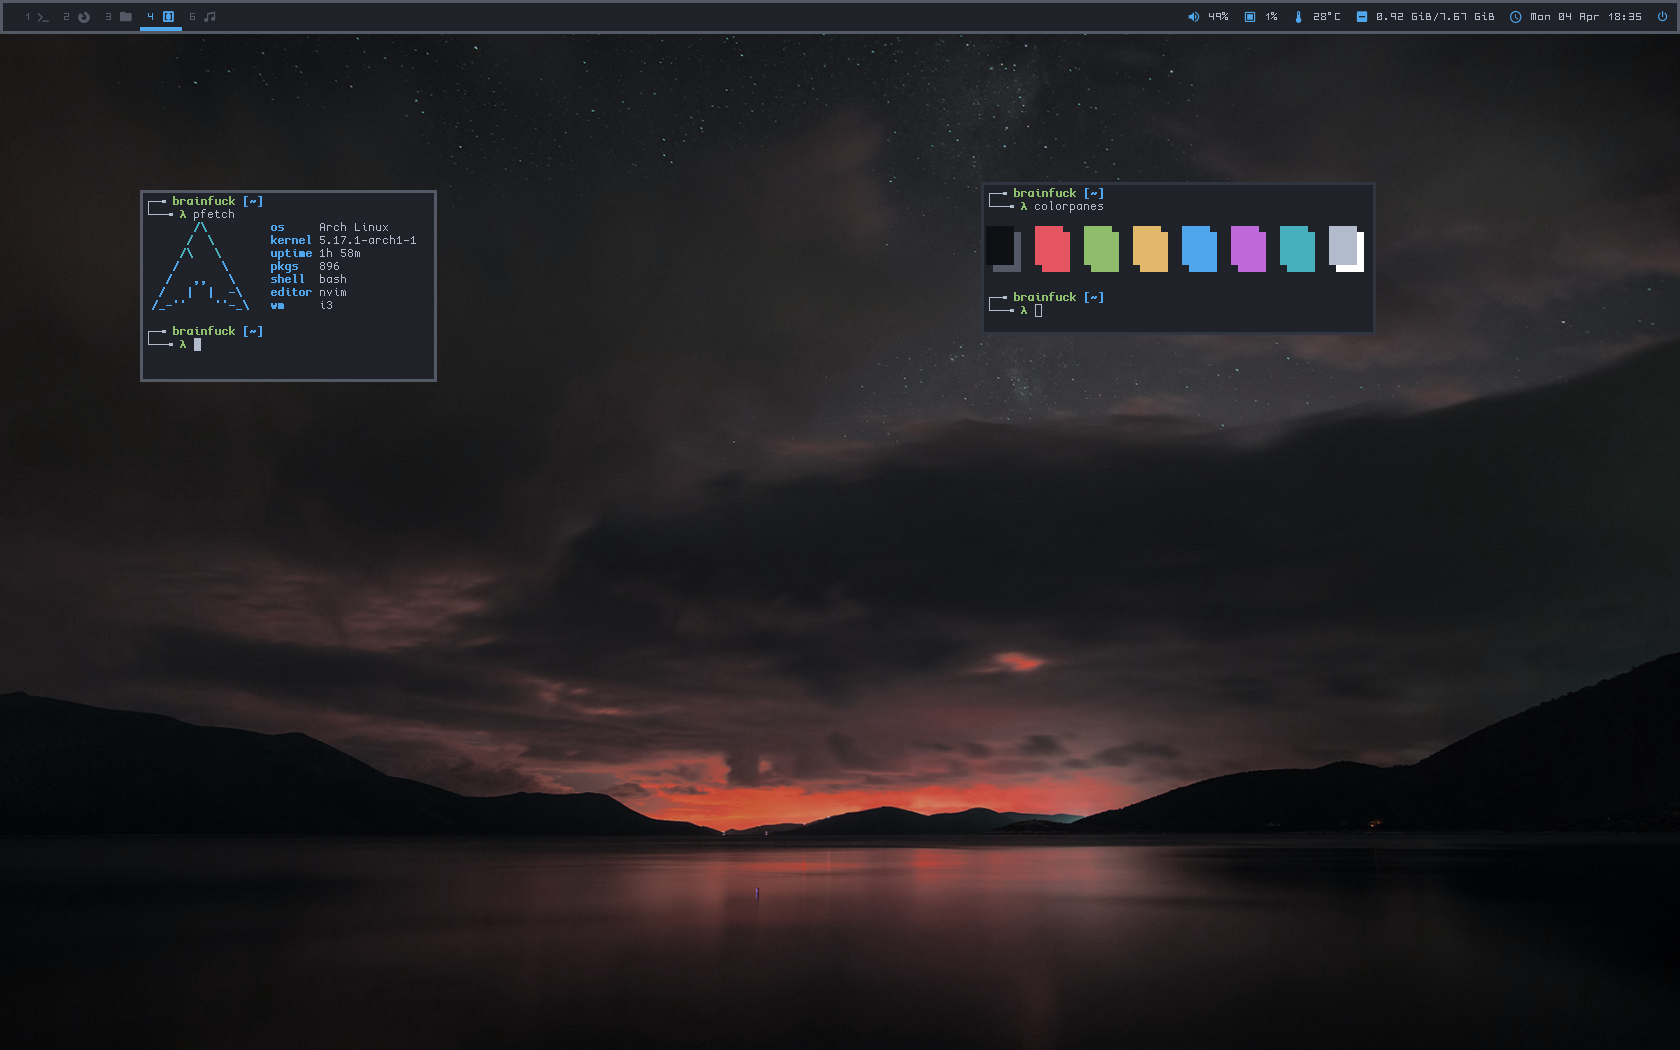 1 2 3 4 6 49% 1% 28°C 0.92 GiB/7.67 GiB Mon 04 Apr 18:35
brainfuck [~]
λ pfetch
os Arch Linux
kernel 5.17.1-arch1-1
uptime 1h 58m
pkgs 896
shell bash
editor nvim
wm i3
brainfuck [~]
λ
brainfuck [~]
λ colorpanes
brainfuck [~]
λ